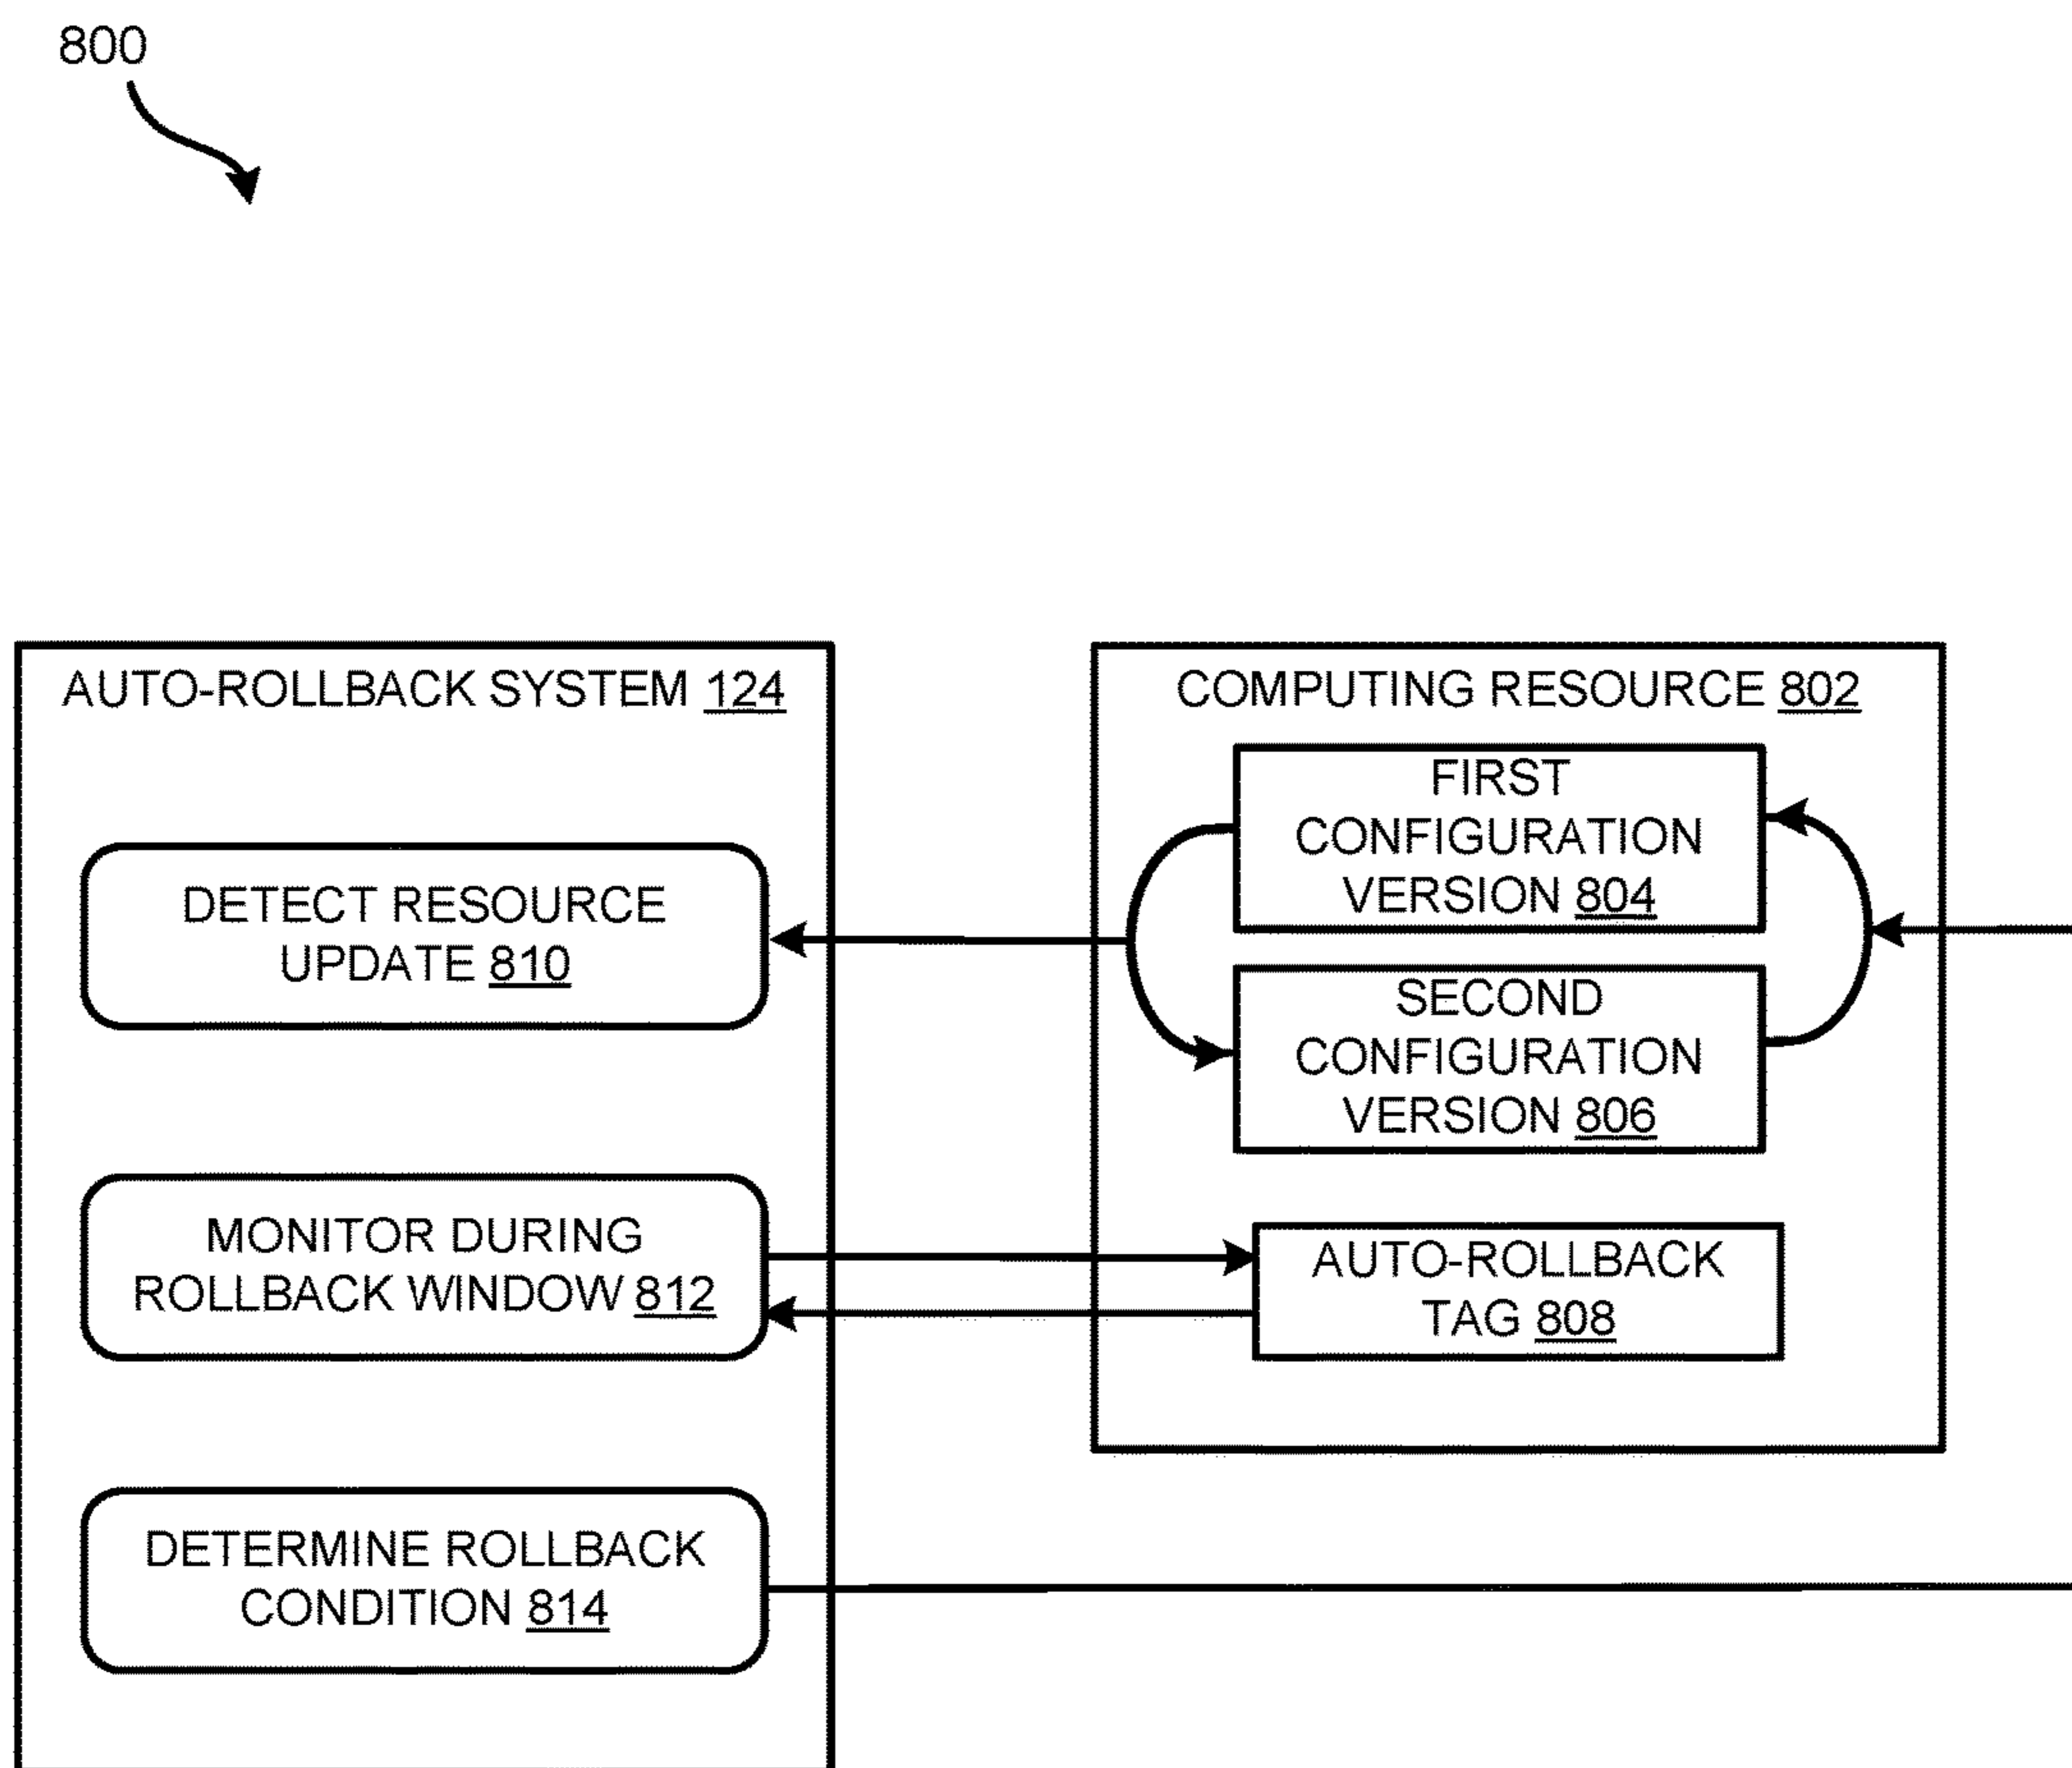 800
AUTO-ROLLBACK SYSTEM 124
DETECT RESOURCE
UPDATE 810
MONITOR DURING
ROLLBACK WINDOW 812
DETERMINE ROLLBACK
CONDITION 814
COMPUTING RESOURCE 802
FIRST
CONFIGURATION
VERSION 804
SECOND
CONFIGURATION
VERSION 806
AUTO-ROLLBACK
TAG 808